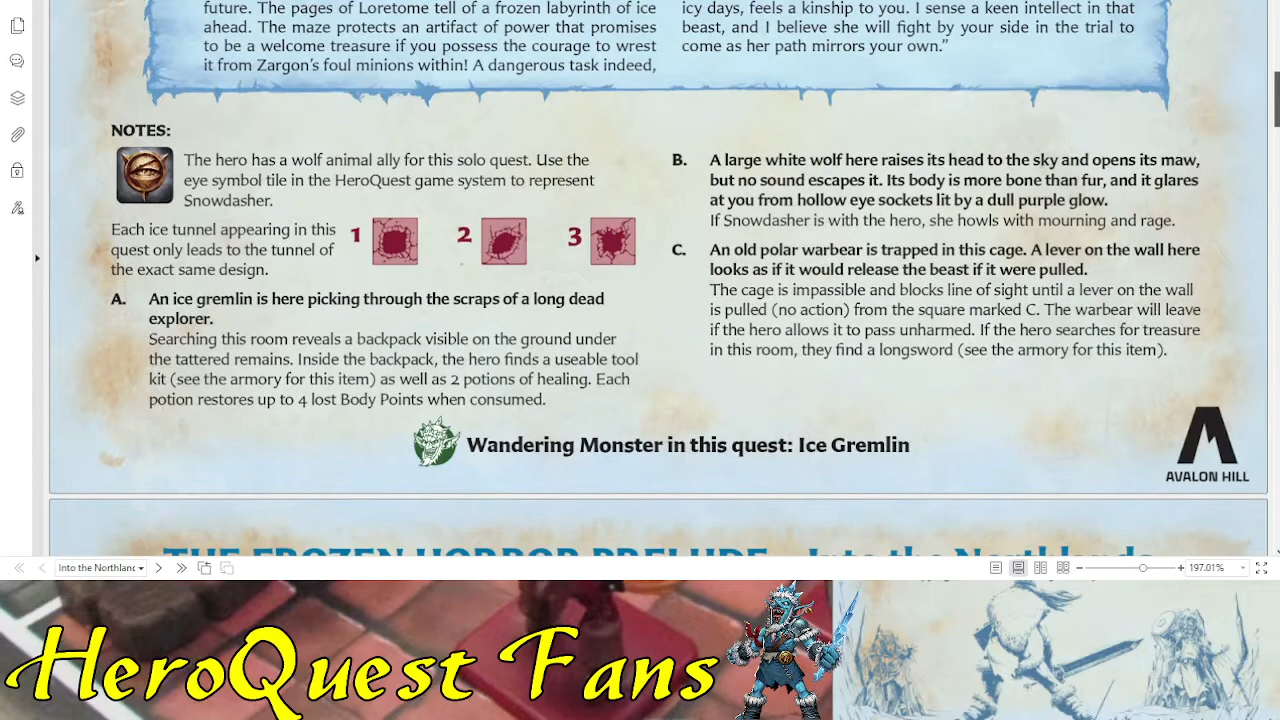 future. The pages of Loretome tell of a frozen labyrinth of ice
ahead. The maze protects an artifact of power that promises
to be a welcome treasure if you possess the courage to wrest
it from Zargon's foul minions within! A dangerous task indeed,
icy days, feels a kinship to you. I sense a keen intellect in that
beast, and I believe she will fight by your side in the trial to
come as her path mirrors your own."
NOTES:
The hero has a wolf animal ally for this solo quest. Use the
eye symbol tile in the HeroQuest game system to represent
Snowdasher.
Each ice tunnel appearing in this
quest only leads to the tunnel of
the exact same design.
1 2 3
A. An ice gremlin is here picking through the scraps of a long dead
explorer.
Searching this room reveals a backpack visible on the ground under
the tattered remains. Inside the backpack, the hero finds a useable tool
kit (see the armory for this item) as well as 2 potions of healing. Each
potion restores up to 4 lost Body Points when consumed.
B. A large white wolf here raises its head to the sky and opens its maw,
but no sound escapes it. Its body is more bone than fur, and it glares
at you from hollow eye sockets lit by a dull purple glow.
If Snowdasher is with the hero, she howls with mourning and rage.
C. An old polar warbear is trapped in this cage. A lever on the wall here
looks as if it would release the beast if it were pulled.
The cage is impassible and blocks line of sight until a lever on the wall
is pulled (no action) from the square marked C. The warbear will leave
if the hero allows it to pass unharmed. If the hero searches for treasure
in this room, they find a longsword (see the armory for this item).
Wandering Monster in this quest: Ice Gremlin
AVALON HILL
THE FROZEN HORROR PRELUDE Into the Northlands
Into the Northlanc
197.01%
HeroQuest Fans